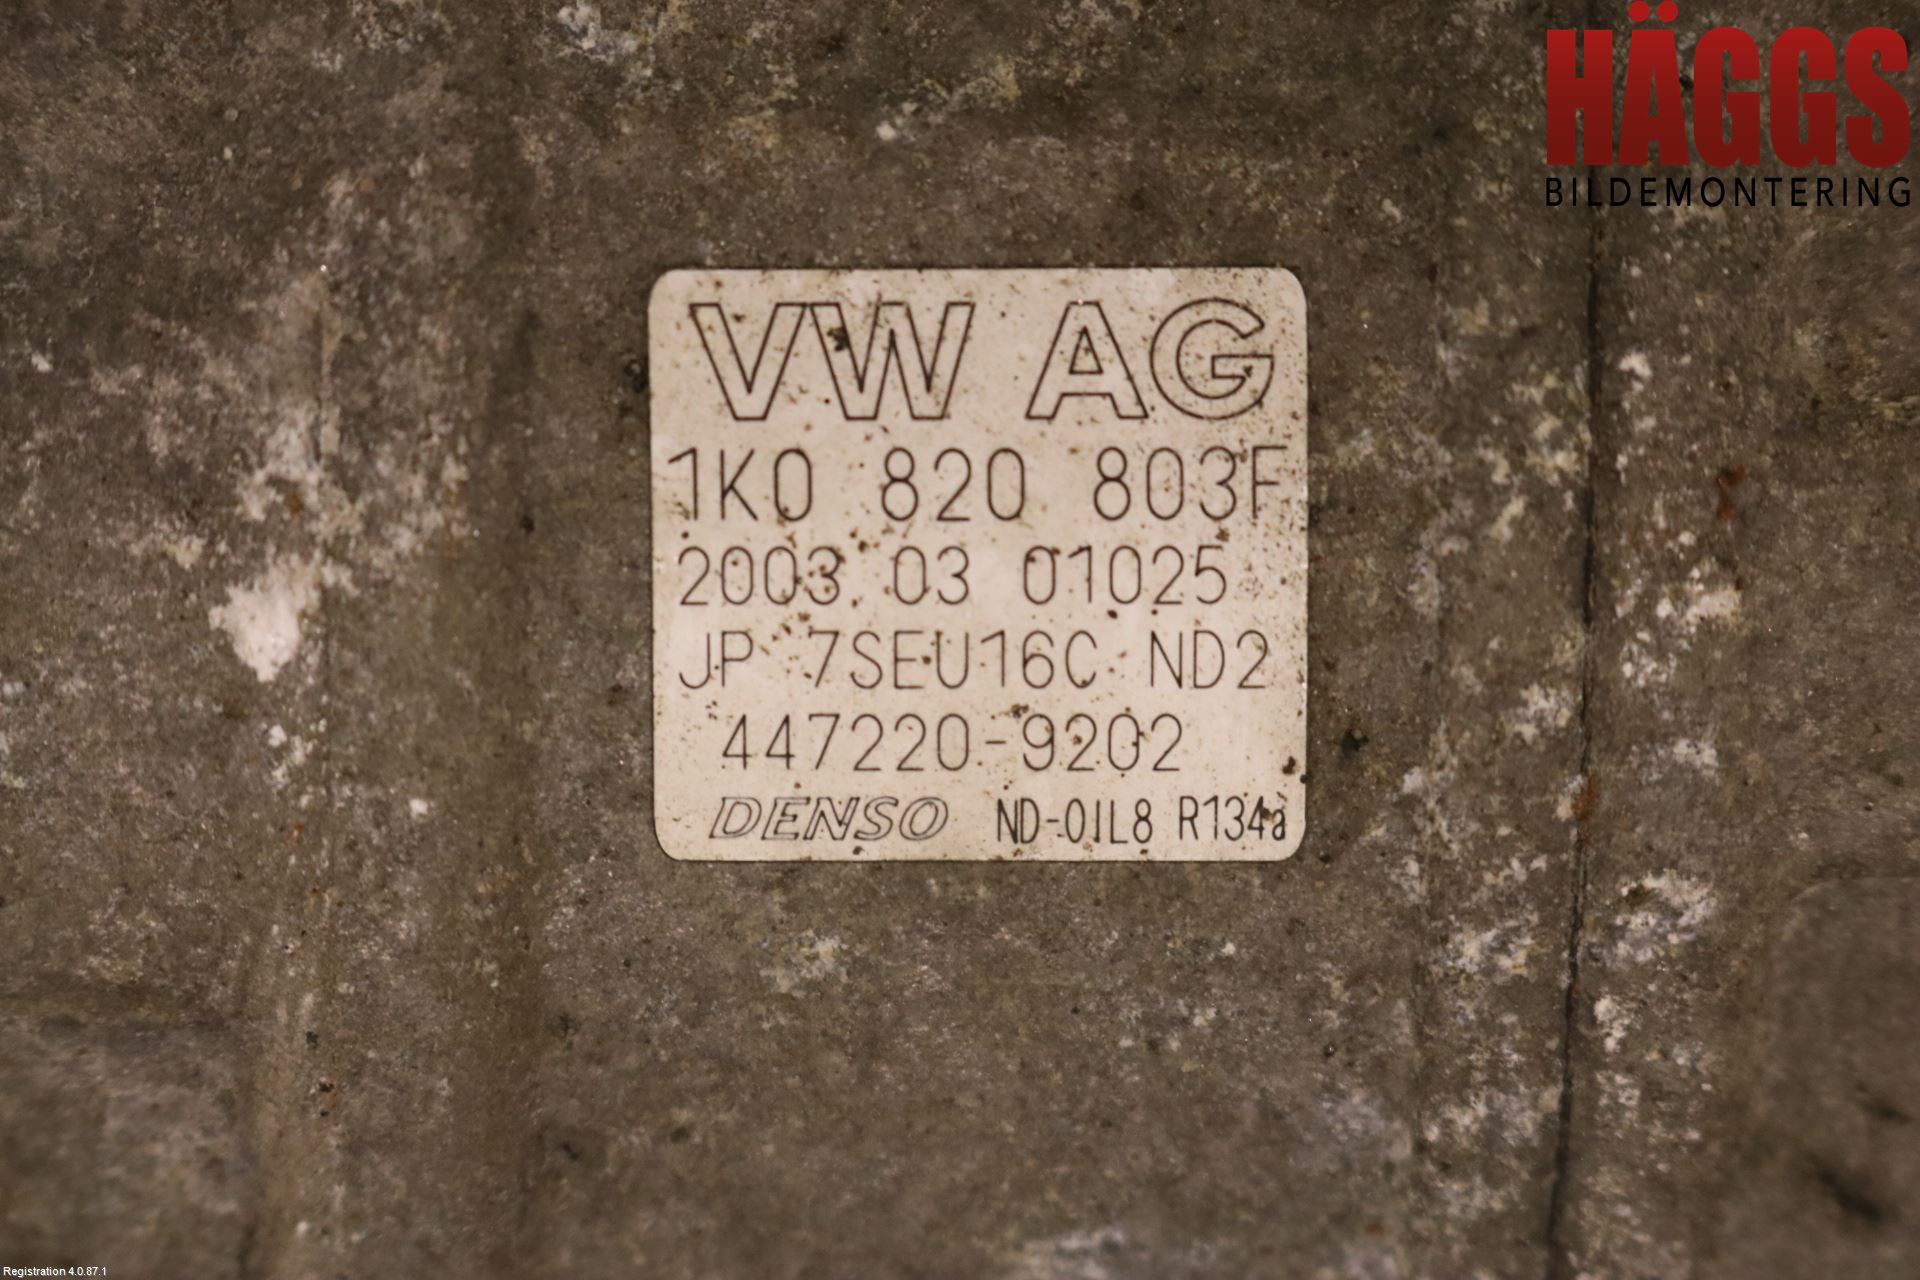 HÄGGS
BILDEMONTERING
VW AG
1K0 820 803F
2003 03 01025
JP 7SEU16C ND2
447220-9202
DENSO ND-OIL8 R134a
Registration 4.0.87.1